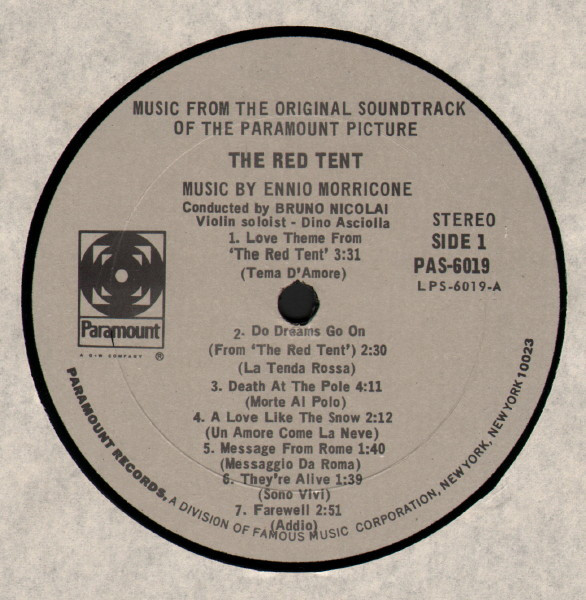 MUSIC FROM THE ORIGINAL SOUNDTRACK
OF THE PARAMOUNT PICTURE
THE RED TENT
MUSIC BY ENNIO MORRICONE
Conducted by BRUNO NICOLAI
Violin soloist - Dino Asciolla
1. Love Theme From
'The Red Tent' 3:31
(Tema D'Amore)
STEREO
SIDE 1
PAS-6019
LPS-6019-A
Paramount
A G+W COMPANY ®
2. Do Dreams Go On
(From 'The Red Tent') 2:30
(La Tenda Rossa)
3. Death At The Pole 4:11
(Morte Al Polo)
4. A Love Like The Snow 2:12
(Un Amore Come La Neve)
5. Message From Rome 1:40
(Messaggio Da Roma)
6. They're Alive 1:39
(Sono Vivi)
7. Farewell 2:51
(Addio)
PARAMOUNT RECORDS, A DIVISION OF FAMOUS MUSIC CORPORATION, NEW YORK, NEW YORK 10023